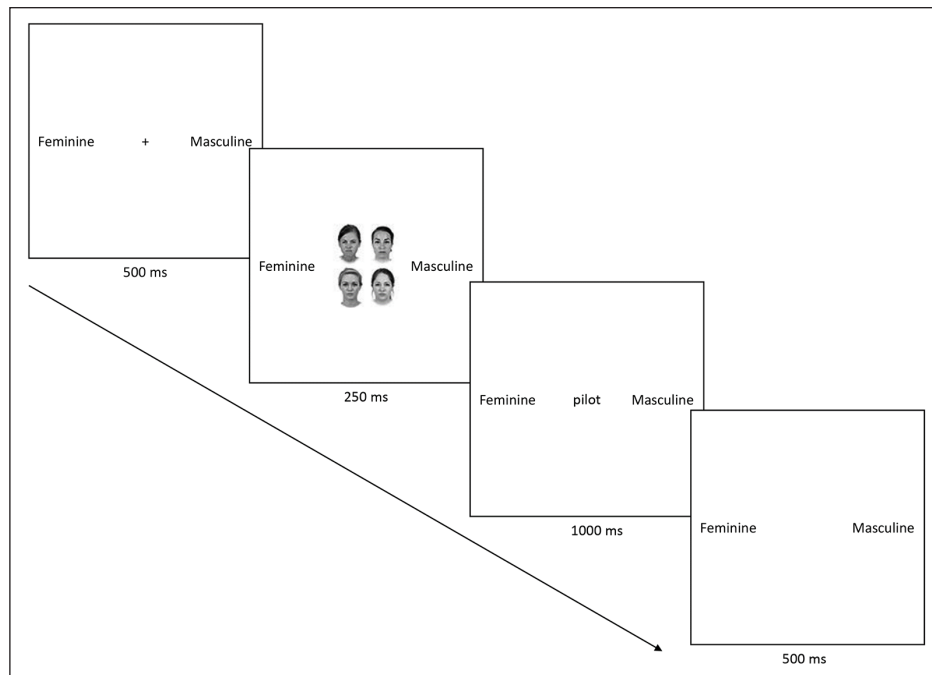 Feminine + Masculine
500 ms
Feminine Masculine
250 ms
Feminine pilot Masculine
1000 ms
Feminine Masculine
500 ms